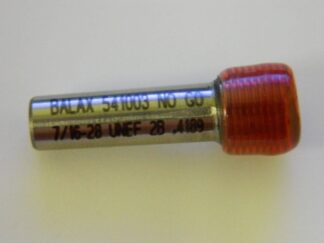 BALAX 541003 NO GO
7/16-28 UNEF 2B .4189